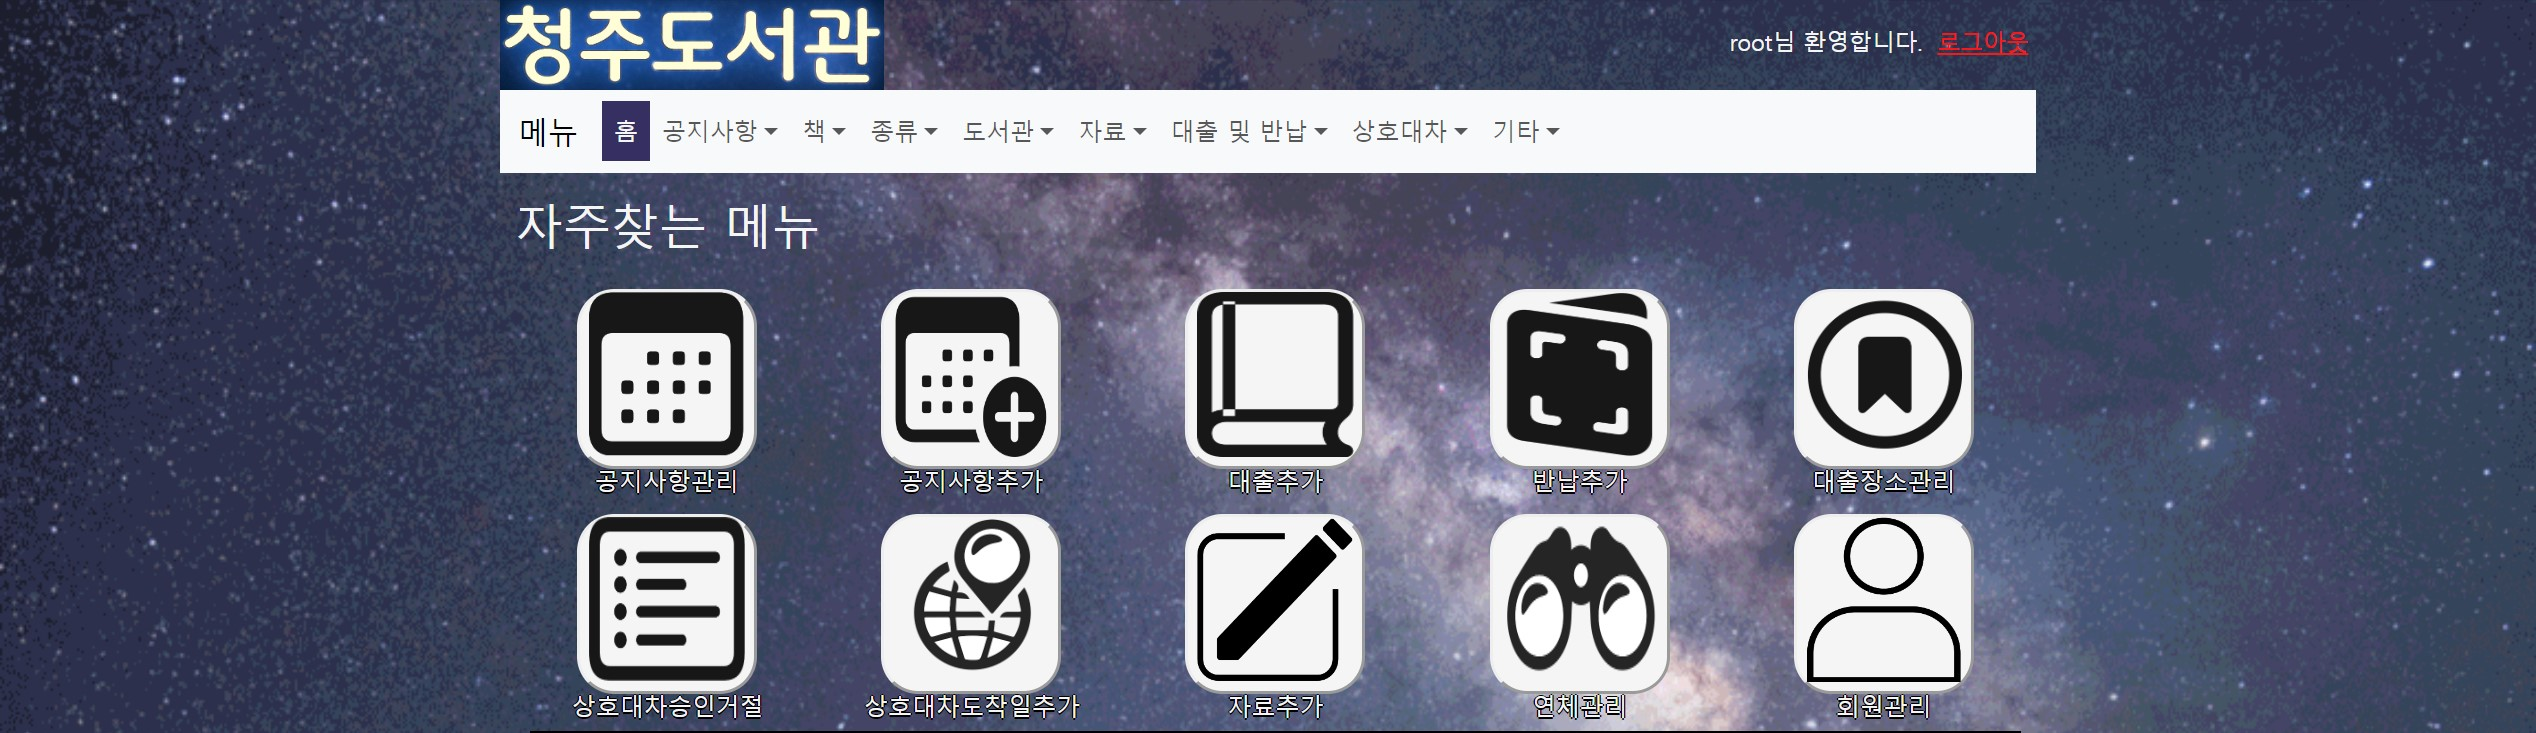 청주도서관
root님 환영합니다. 로그아웃
메뉴 홈 공지사항 책 종류 도서관 자료 대출 및 반납 상호대차 기타
자주찾는 메뉴
공지사항관리 공지사항추가 대출추가 반납추가 대출장소관리
상호대차승인거절 상호대차도착일추가 자료추가 연체관리 회원관리